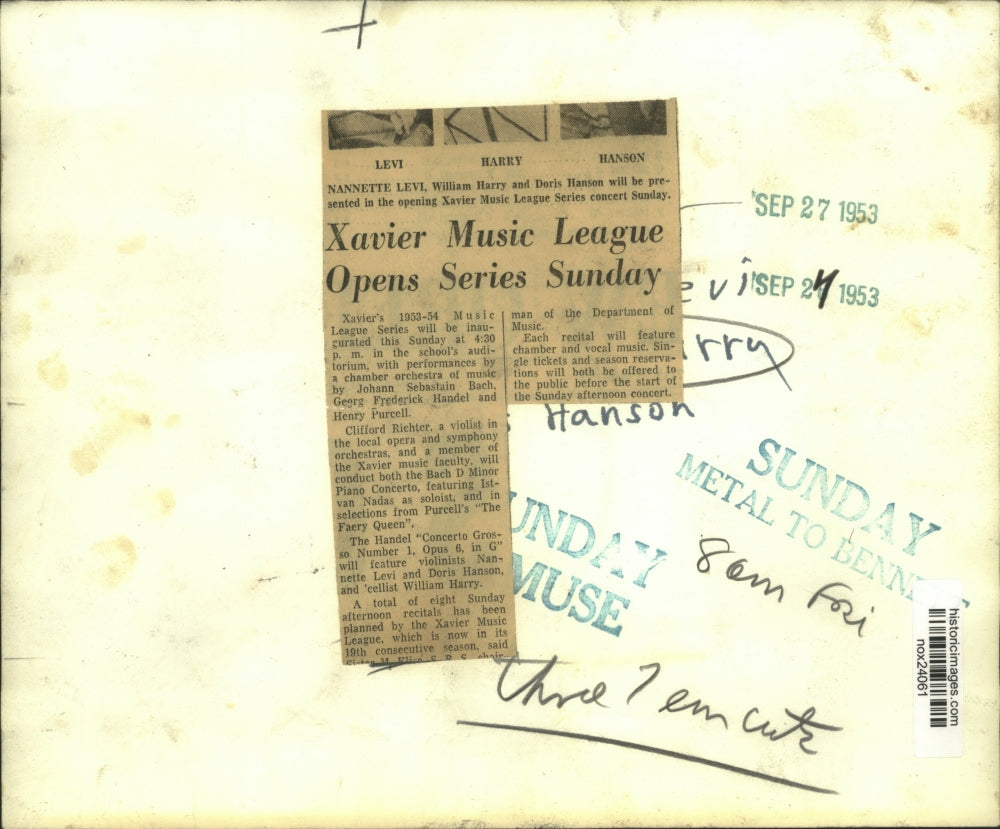 LEVI HARRY HANSON
NANNETTE LEVI, William Harry and Doris Hanson will be pre-
sented in the opening Xavier Music League Series concert Sunday.
Xavier Music League
Opens Series Sunday
Xavier's 1953-54 Music
League Series will be inau-
gurated this Sunday at 4:30
p. m. in the school's audi-
torium, with performances by
a chamber orchestra of music
by Johann Sebastain Bach,
Georg Frederick Handel and
Henry Purcell.
Clifford Richter, a violist in
the local opera and symphony
orchestras, and a member of
the Xavier music faculty, will
conduct both the Bach D Minor
Piano Concerto, featuring Ist-
van Nadas as soloist, and in
selections from Purcell's "The
Faery Queen".
The Handel "Concerto Gros-
so Number 1, Opus 6, in G"
will feature violinists Nan-
nette Levi and Doris Hanson,
and 'cellist William Harry.
A total of eight Sunday
afternoon recitals has been
planned by the Xavier Music
League, which is now in its
19th consecutive season, said
man of the Department of
Music.
Each recital will feature
chamber and vocal music. Sin-
gle tickets and season reserva-
tions will both be offered to
the public before the start of
the Sunday afternoon concert.
SEP 27 1953
evi
SEP 24 1953
rry
Hanson
SUNDAY
METAL TO BENN
UNDAY
MUSE
8 am Fri
three 7 em cuts
historicimages.com
nox24061